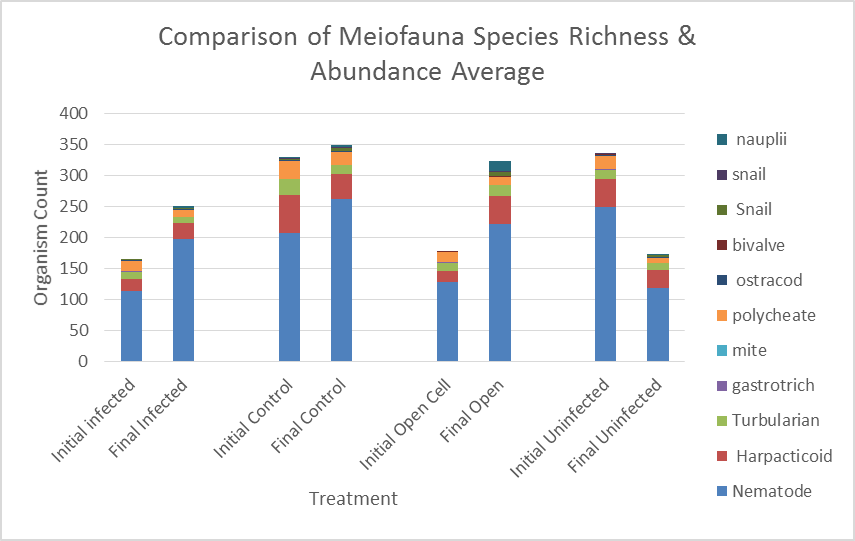 Comparison of Meiofauna Species Richness &
Abundance Average
400
350
300
250
200
150
100
50
0
Organism Count
Initial infected
Final Infected
Initial Control
Final Control
Initial Open Cell
Final Open
Initial Uninfected
Final Uninfected
Treatment
nauplii
snail
Snail
bivalve
ostracod
polycheate
mite
gastrotrich
Turbularian
Harpacticoid
Nematode